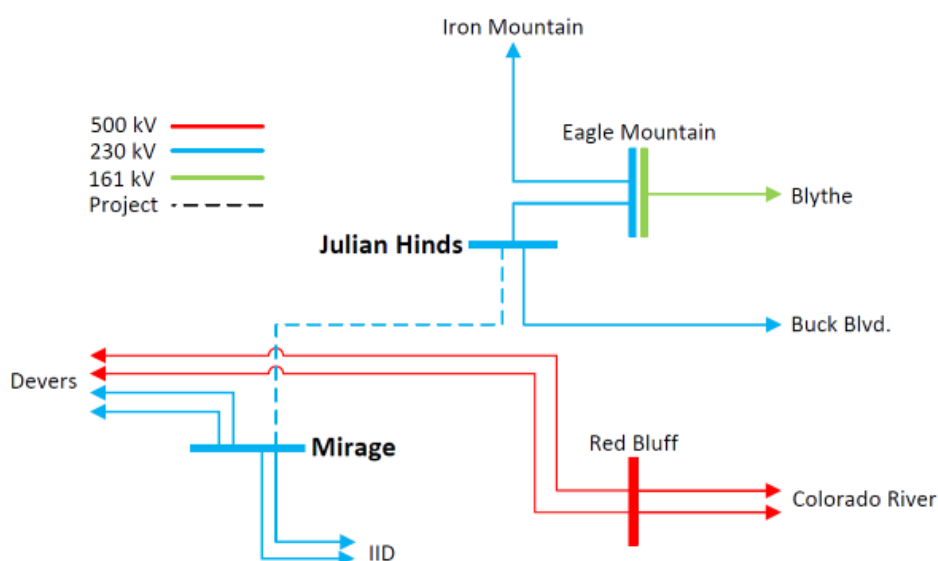 Iron Mountain
500 kV
230 kV
161 kV
Project
Eagle Mountain
Blythe
Julian Hinds
Buck Blvd.
Devers
Mirage
Red Bluff
Colorado River
IID